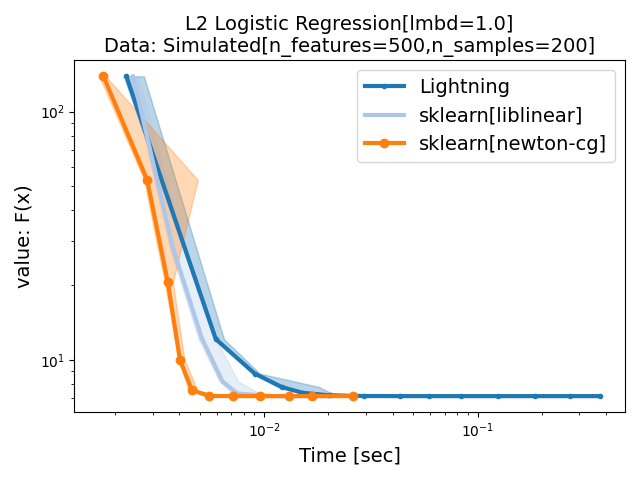 L2 Logistic Regression[lmbd=1.0]
Data: Simulated[n_features=500,n_samples=200]
Lightning
sklearn[liblinear]
sklearn[newton-cg]
value: F(x)
10²
10¹
10⁻²
10⁻¹
Time [sec]